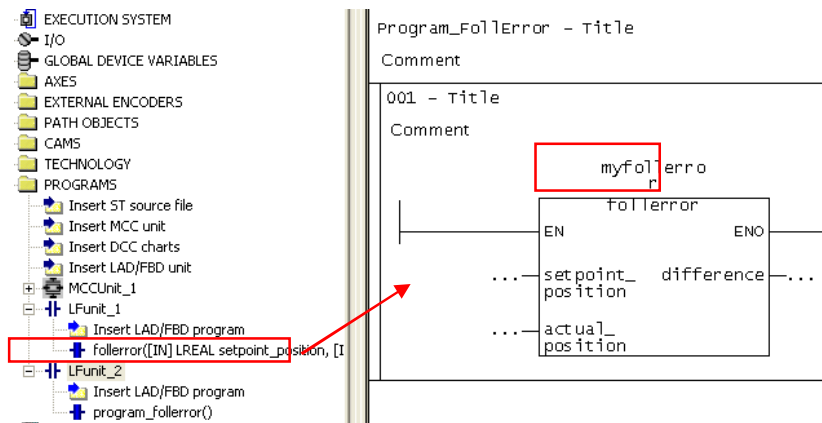 EXECUTION SYSTEM
I/O
GLOBAL DEVICE VARIABLES
AXES
EXTERNAL ENCODERS
PATH OBJECTS
CAMS
TECHNOLOGY
PROGRAMS
Insert ST source file
Insert MCC unit
Insert DCC charts
Insert LAD/FBD unit
MCCUnit_1
LFunit_1
Insert LAD/FBD program
follerror([IN] LREAL setpoint_position, [I
LFunit_2
Insert LAD/FBD program
program_follerror()
Program_FollError - Title
Comment
001 - Title
Comment
myfollerro
r
follerror
EN ENO
... setpoint_ difference ...
position
... actual_
position